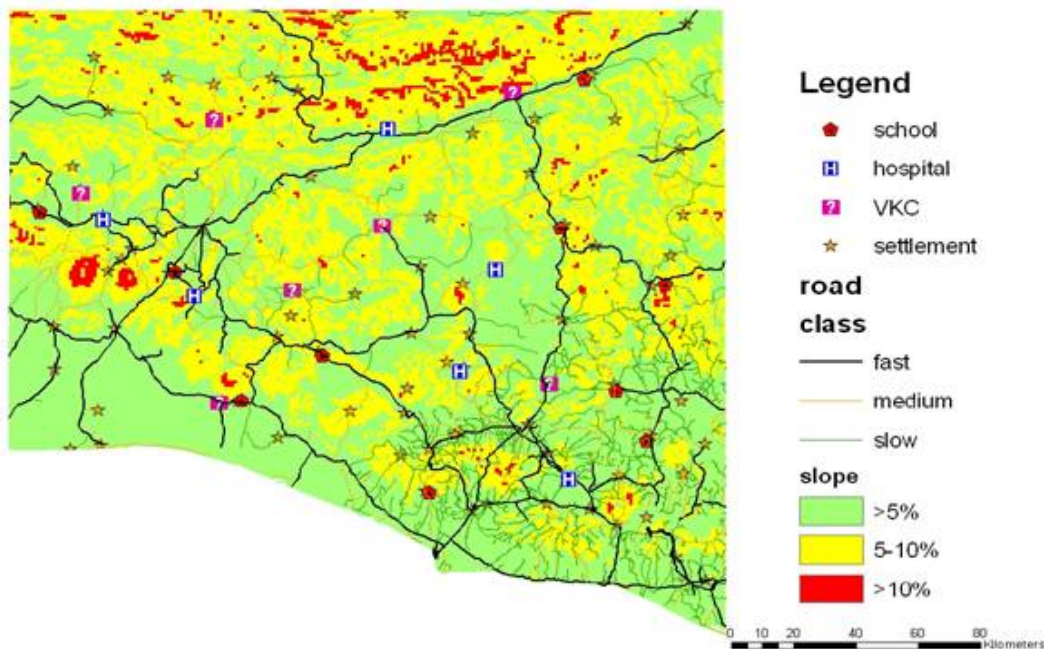 Legend
school
H hospital
? VKC
settlement
road
class
fast
medium
slow
slope
>5%
5-10%
>10%
0 10 20 40 60 80
Kilometers
?
H
?
?
H
?
H
H
?
H
?
?
H